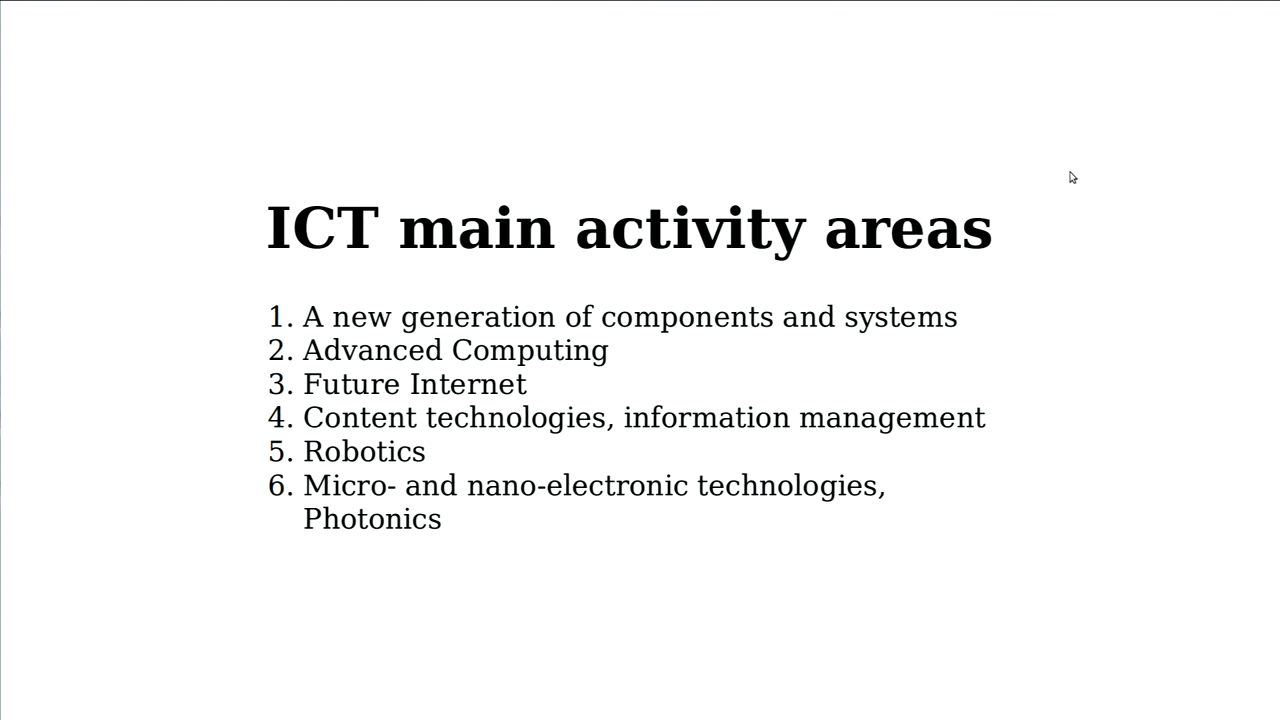 ICT main activity areas
1. A new generation of components and systems
2. Advanced Computing
3. Future Internet
4. Content technologies, information management
5. Robotics
6. Micro- and nano-electronic technologies,
Photonics